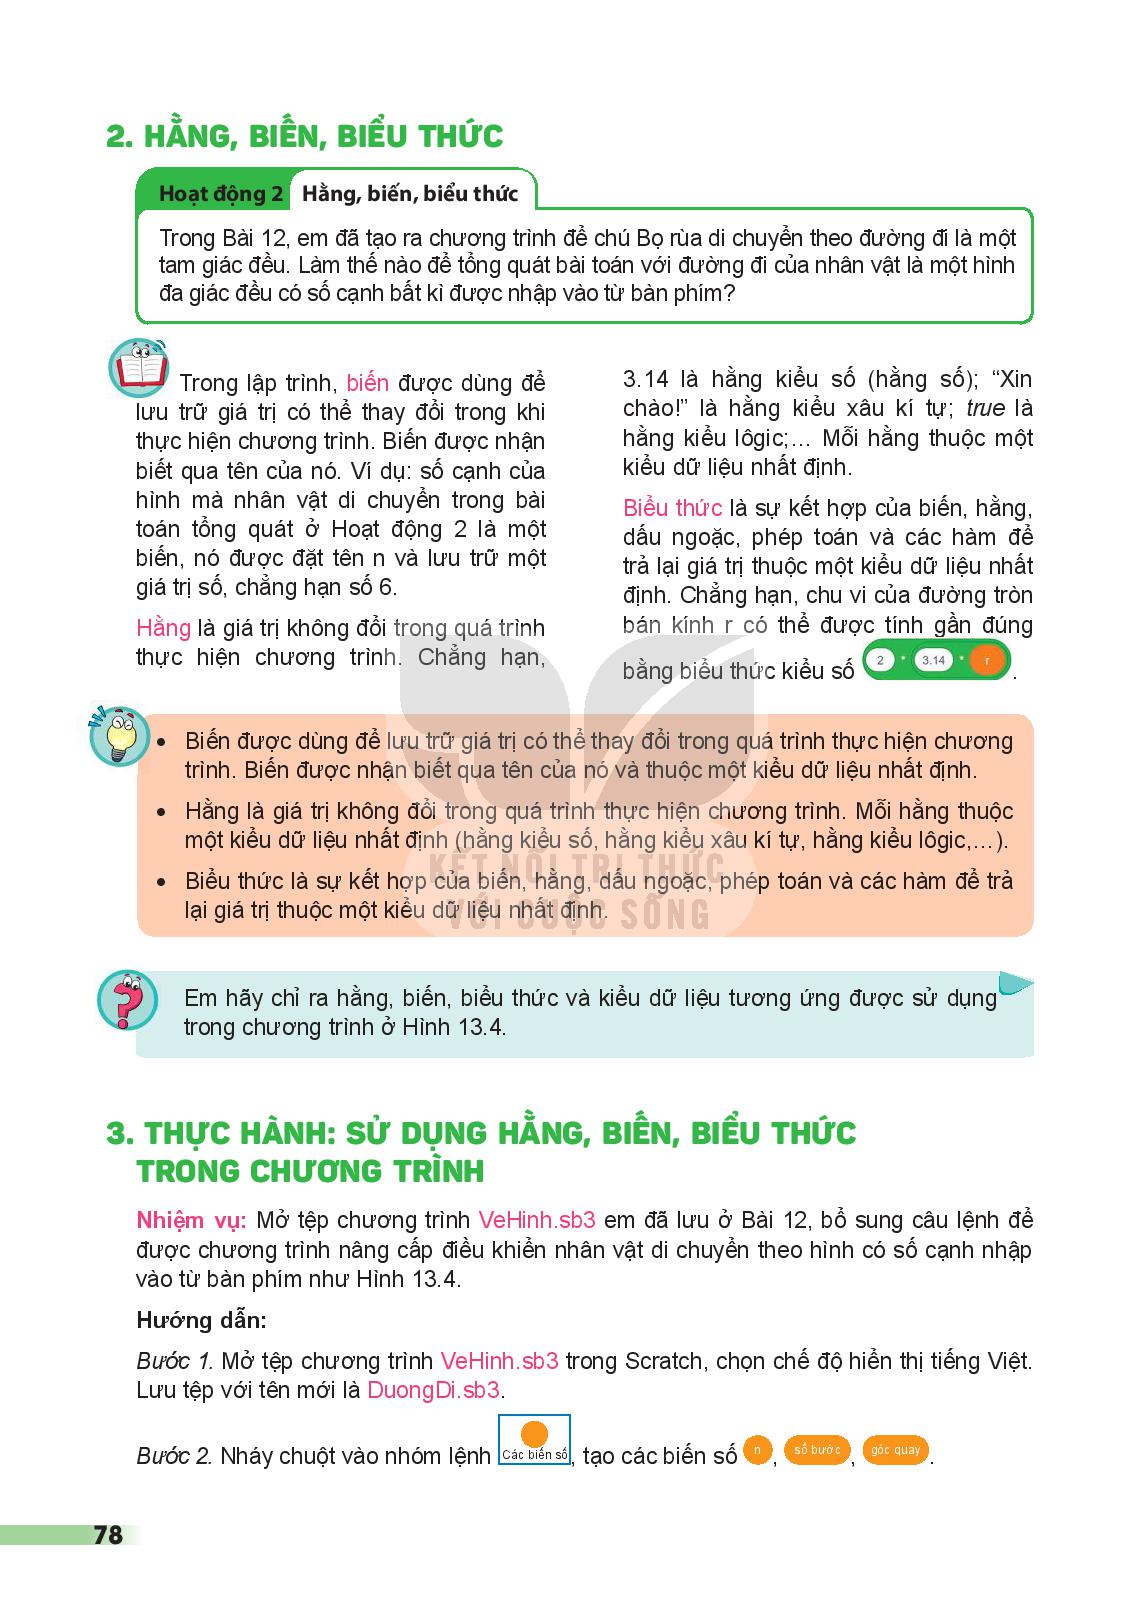 2. HẰNG, BIẾN, BIỂU THỨC
Hoạt động 2 Hằng, biến, biểu thức
Trong Bài 12, em đã tạo ra chương trình để chú Bọ rùa di chuyển theo đường đi là một
tam giác đều. Làm thế nào để tổng quát bài toán với đường đi của nhân vật là một hình
đa giác đều có số cạnh bất kì được nhập vào từ bàn phím?
Trong lập trình, biến được dùng để
lưu trữ giá trị có thể thay đổi trong khi
thực hiện chương trình. Biến được nhận
biết qua tên của nó. Ví dụ: số cạnh của
hình mà nhân vật di chuyển trong bài
toán tổng quát ở Hoạt động 2 là một
biến, nó được đặt tên n và lưu trữ một
giá trị số, chẳng hạn số 6.
Hằng là giá trị không đổi trong quá trình
thực hiện chương trình. Chẳng hạn,
3.14 là hằng kiểu số (hằng số); “Xin
chào!” là hằng kiểu xâu kí tự; true là
hằng kiểu lôgic;... Mỗi hằng thuộc một
kiểu dữ liệu nhất định.
Biểu thức là sự kết hợp của biến, hằng,
dấu ngoặc, phép toán và các hàm để
trả lại giá trị thuộc một kiểu dữ liệu nhất
định. Chẳng hạn, chu vi của đường tròn
bán kính r có thể được tính gần đúng
bằng biểu thức kiểu số 2 * 3.14 * r .
• Biến được dùng để lưu trữ giá trị có thể thay đổi trong quá trình thực hiện chương
trình. Biến được nhận biết qua tên của nó và thuộc một kiểu dữ liệu nhất định.
• Hằng là giá trị không đổi trong quá trình thực hiện chương trình. Mỗi hằng thuộc
một kiểu dữ liệu nhất định (hằng kiểu số, hằng kiểu xâu kí tự, hằng kiểu lôgic,...).
• Biểu thức là sự kết hợp của biến, hằng, dấu ngoặc, phép toán và các hàm để trả
lại giá trị thuộc một kiểu dữ liệu nhất định.
KẾT NỐI TRI THỨC
VỚI CUỘC SỐNG
Em hãy chỉ ra hằng, biến, biểu thức và kiểu dữ liệu tương ứng được sử dụng
trong chương trình ở Hình 13.4.
3. THỰC HÀNH: SỬ DỤNG HẰNG, BIẾN, BIỂU THỨC
TRONG CHƯƠNG TRÌNH
Nhiệm vụ: Mở tệp chương trình VeHinh.sb3 em đã lưu ở Bài 12, bổ sung câu lệnh để
được chương trình nâng cấp điều khiển nhân vật di chuyển theo hình có số cạnh nhập
vào từ bàn phím như Hình 13.4.
Hướng dẫn:
Bước 1. Mở tệp chương trình VeHinh.sb3 trong Scratch, chọn chế độ hiển thị tiếng Việt.
Lưu tệp với tên mới là DuongDi.sb3.
Bước 2. Nháy chuột vào nhóm lệnh Các biến số, tạo các biến số n, số bước, góc quay.
78